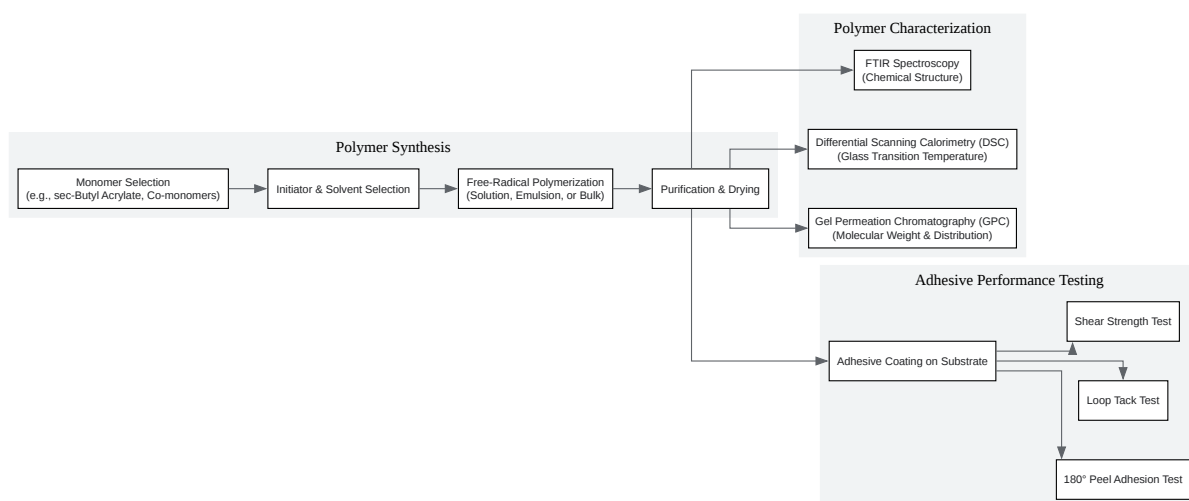 Polymer Characterization
FTIR Spectroscopy
(Chemical Structure)
Polymer Synthesis
Differential Scanning Calorimetry (DSC)
(Glass Transition Temperature)
Monomer Selection
(e.g., sec-Butyl Acrylate, Co-monomers)
Initiator & Solvent Selection
Free-Radical Polymerization
(Solution, Emulsion, or Bulk)
Purification & Drying
Gel Permeation Chromatography (GPC)
(Molecular Weight & Distribution)
Adhesive Performance Testing
Shear Strength Test
Adhesive Coating on Substrate
Loop Tack Test
180° Peel Adhesion Test